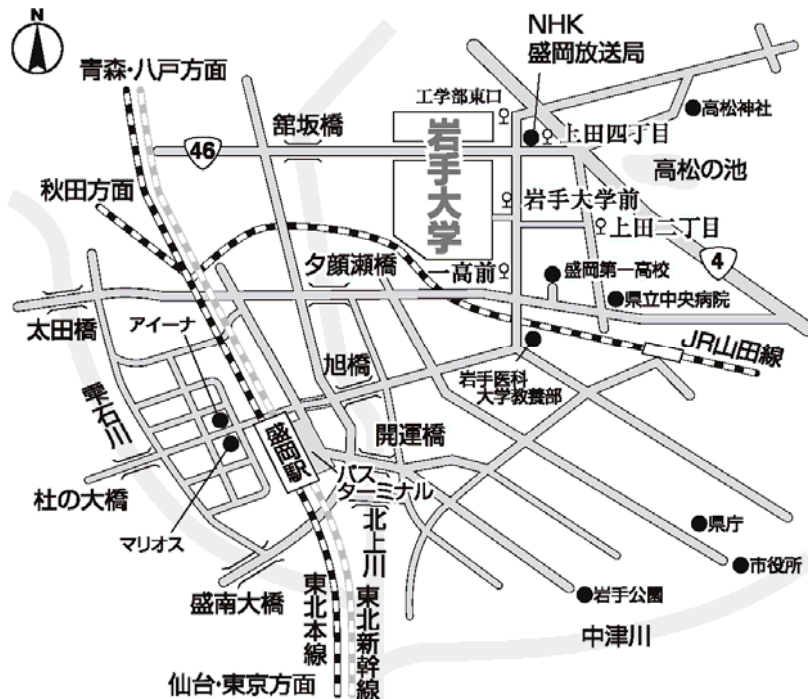 N
NHK
盛岡放送局
青森・八戸方面
工学部東口
高松神社
舘坂橋
岩手大学
上田四丁目
46
高松の池
秋田方面
岩手大学前
上田二丁目
4
夕顔瀬橋
一高前
盛岡第一高校
県立中央病院
太田橋
アイーナ
JR山田線
旭橋
岩手医科
大学教養部
雫石川
盛岡駅
開運橋
バス
ターミナル
杜の大橋
マリオス
北上川
県庁
市役所
盛南大橋
東北本線
東北新幹線
岩手公園
中津川
仙台・東京方面